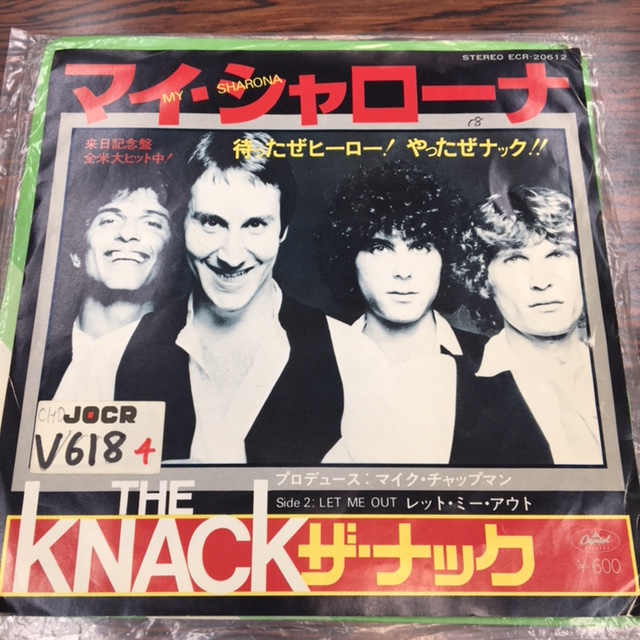 STEREO ECR-20612
マイ・シャローナ
MY SHARONA
18
来日記念盤
全米大ヒット中!
待ったぜヒーロー! やったぜナック!!
JOCR
V618 4
プロデュース:マイク・チャップマン
Side 2: LET ME OUT レット・ミー・アウト
THE
KNACK
ザ・ナック
Capitol
¥600